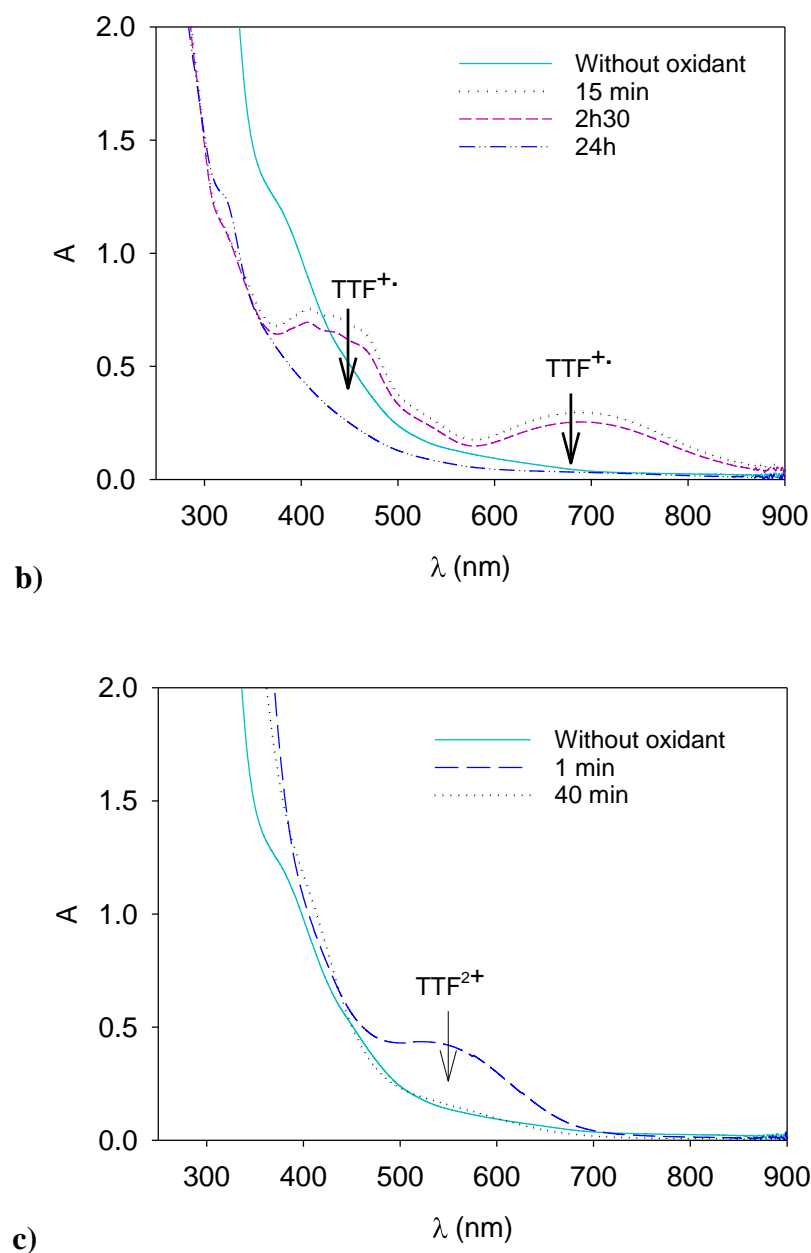 2.0
1.5
1.0
0.5
0.0
A
Without oxidant
15 min
2h30
24h
TTF+.
TTF+.
300 400 500 600 700 800 900
λ (nm)
b)
2.0
1.5
1.0
0.5
0.0
A
Without oxidant
1 min
40 min
TTF2+
300 400 500 600 700 800 900
λ (nm)
c)